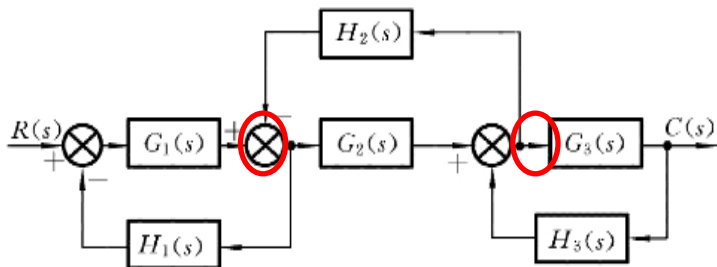 H₂(s)
R(s) + − G₁(s) + − G₂(s) + G₃(s) C(s)
H₁(s) H₃(s)